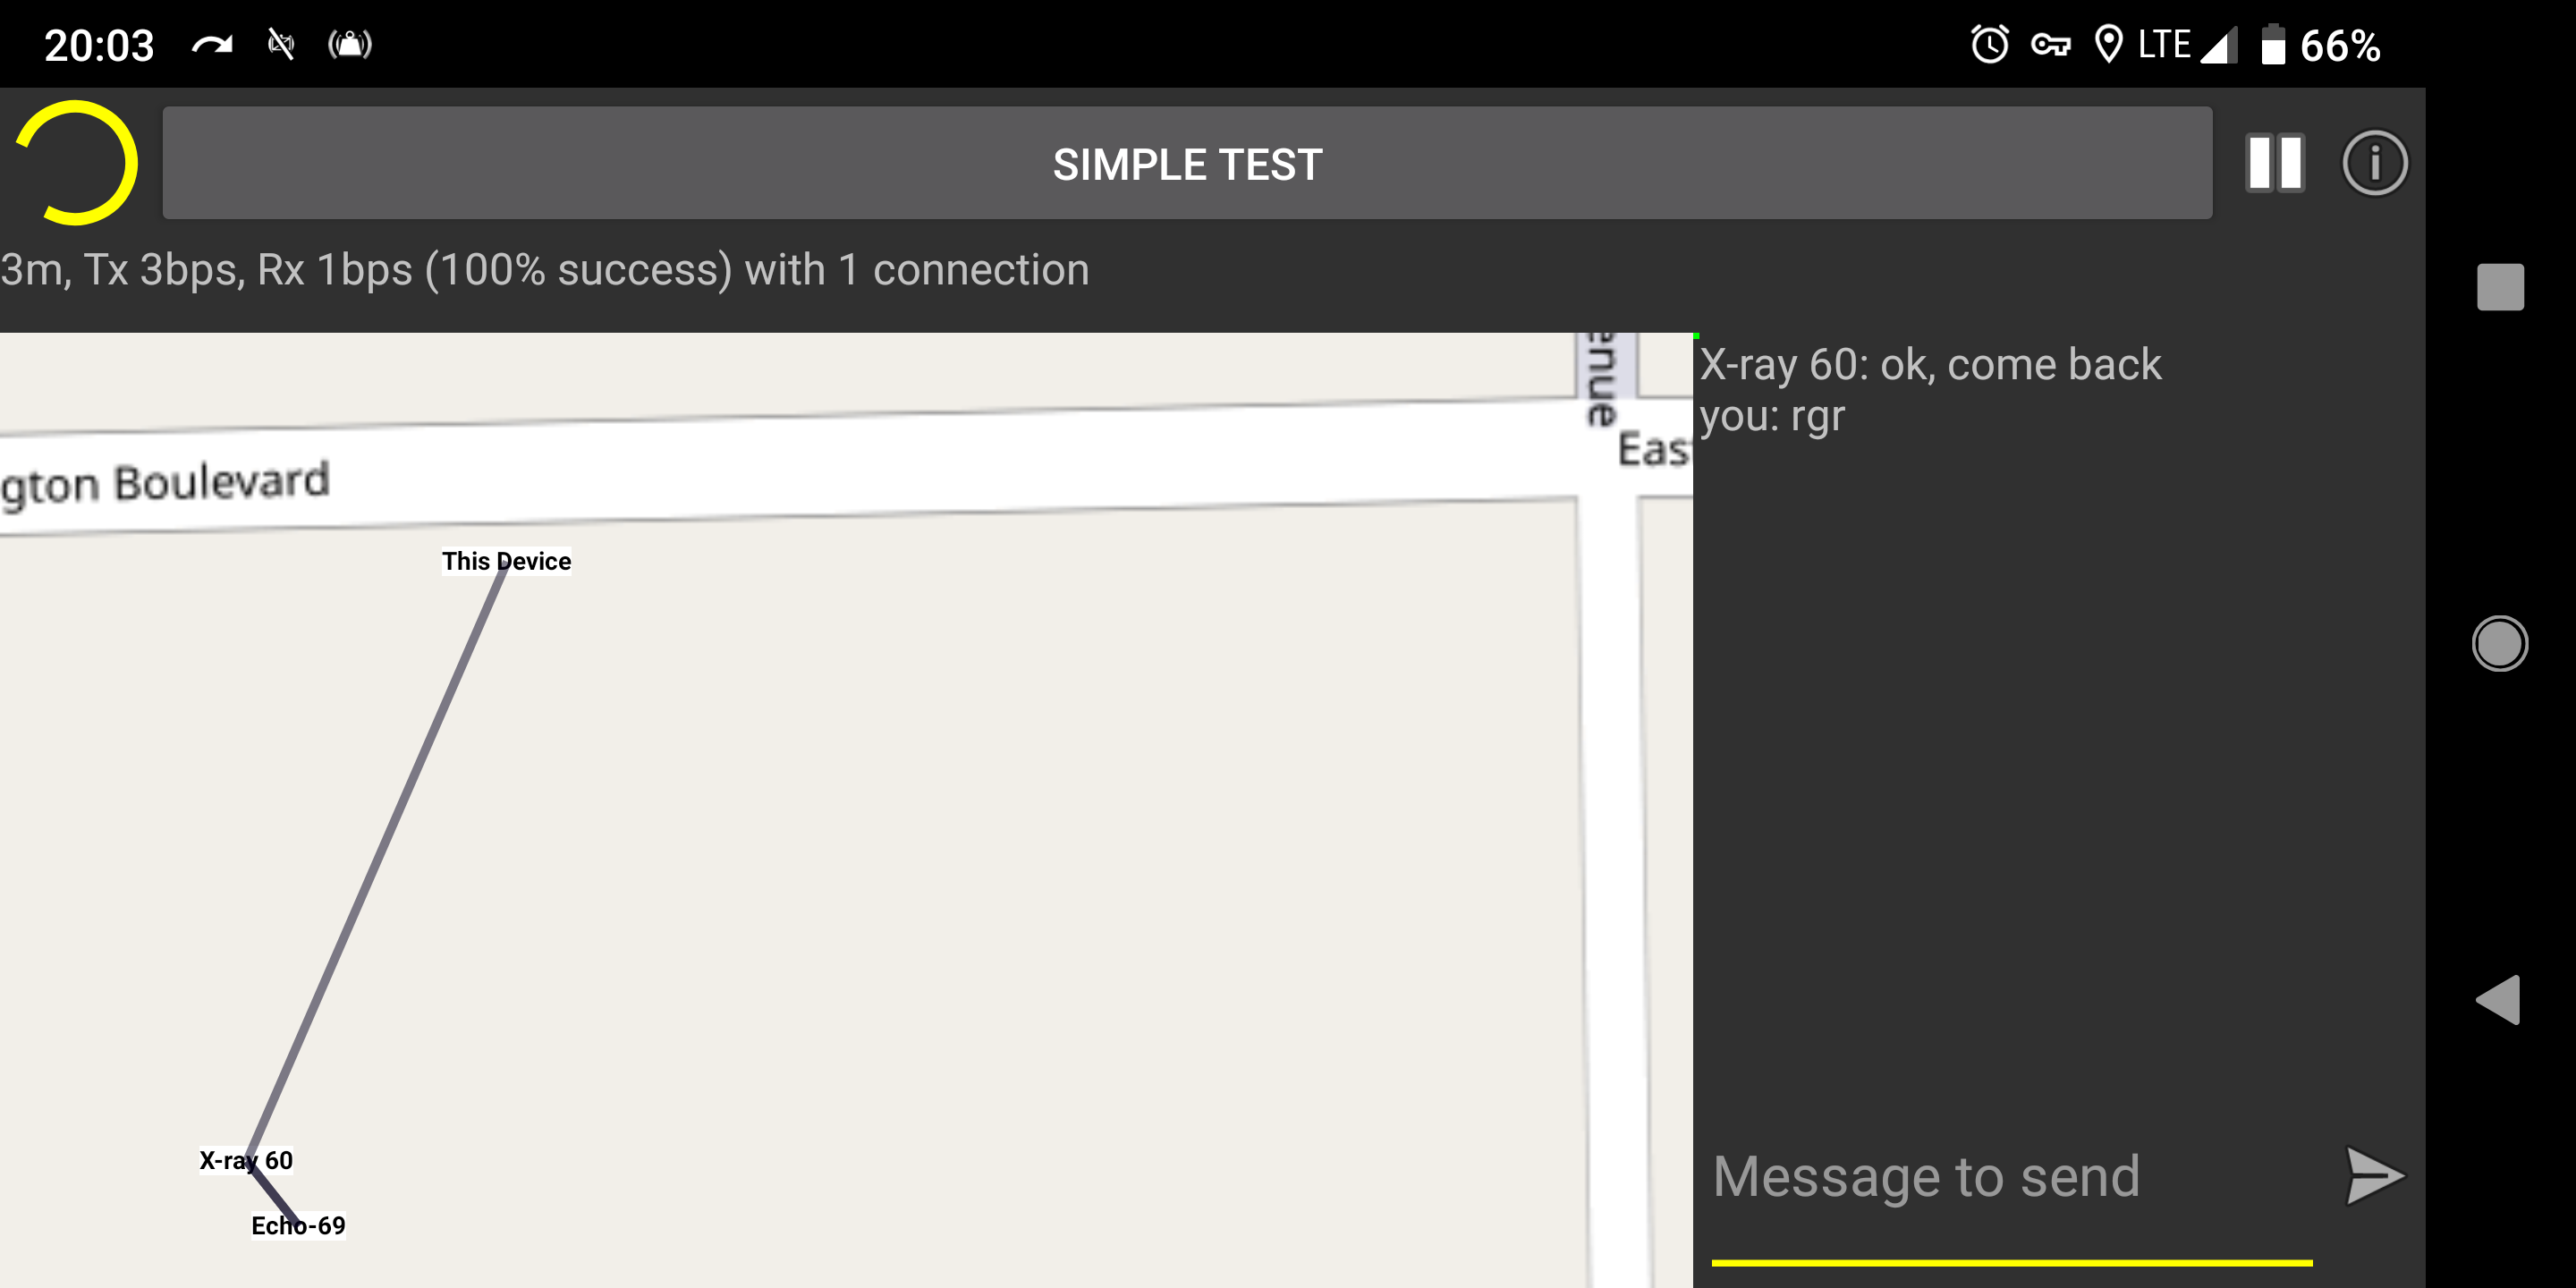 20:03 LTE 66%
SIMPLE TEST
3m, Tx 3bps, Rx 1bps (100% success) with 1 connection
enue
gton Boulevard
Eas
This Device
X-ray 60
Echo-69
X-ray 60: ok, come back
you: rgr
Message to send